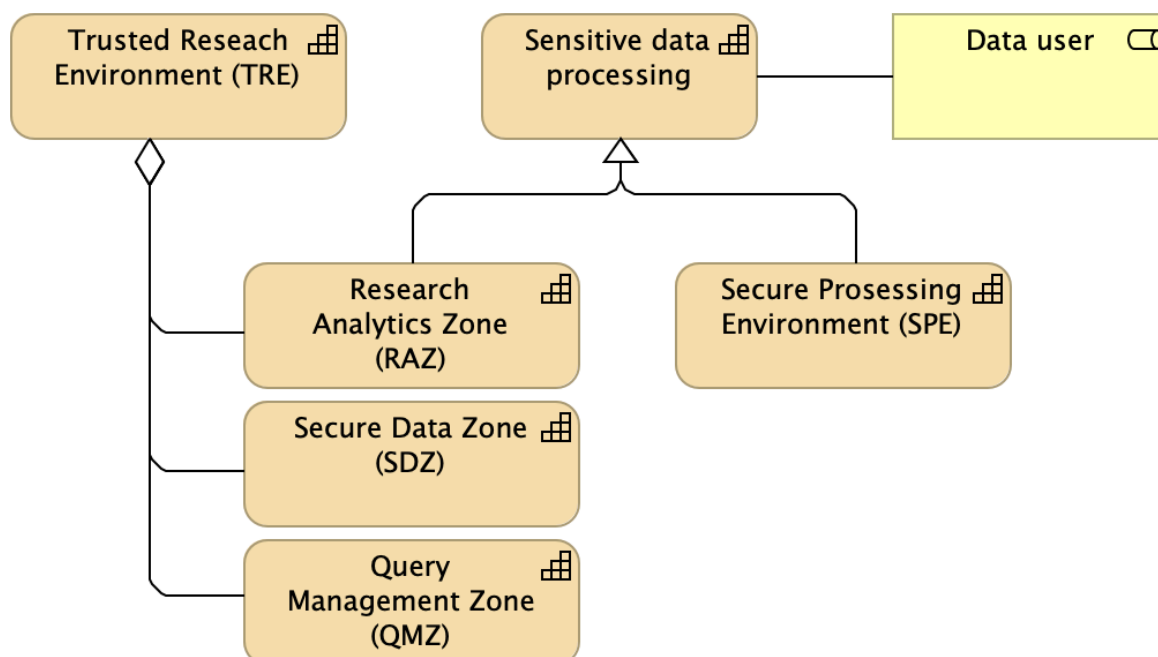 Trusted Reseach
Environment (TRE)
Sensitive data
processing
Data user
Research
Analytics Zone
(RAZ)
Secure Prosessing
Environment (SPE)
Secure Data Zone
(SDZ)
Query
Management Zone
(QMZ)